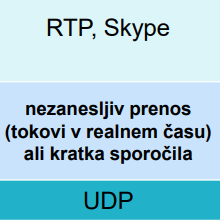 RTP, Skype
nezanesljiv prenos
(tokovi v realnem času)
ali kratka sporočila
UDP